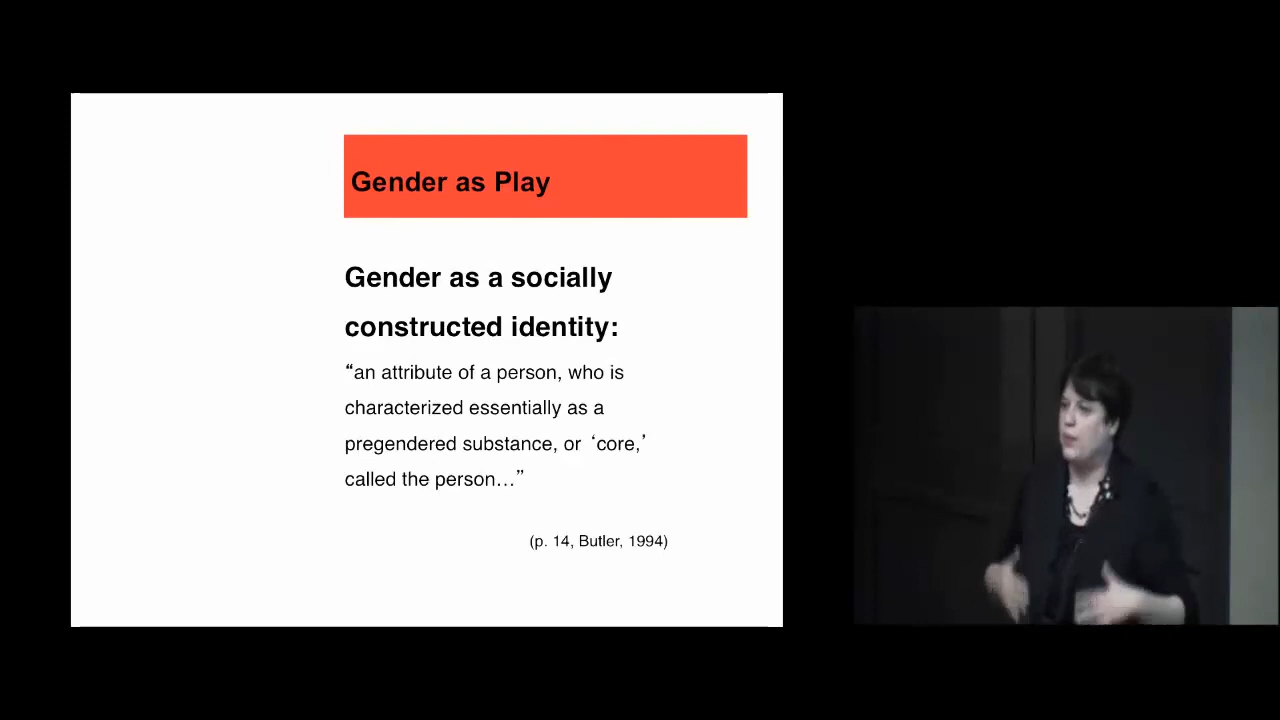 Gender as Play
Gender as a socially
constructed identity:
“an attribute of a person, who is
characterized essentially as a
pregendered substance, or ‘core,’
called the person…”
(p. 14, Butler, 1994)